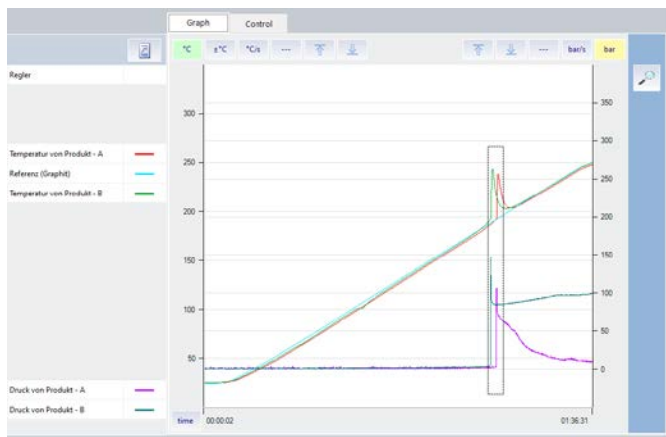 Graph Control
°C ±°C °C/s --- --- bar/s bar
Regler
Temperatur von Produkt - A
Referenz (Graphit)
Temperatur von Produkt - B
Druck von Produkt - A
Druck von Produkt - B
300
250
200
150
100
50
350
300
250
200
150
100
50
0
time 00:00:02 01:36:31